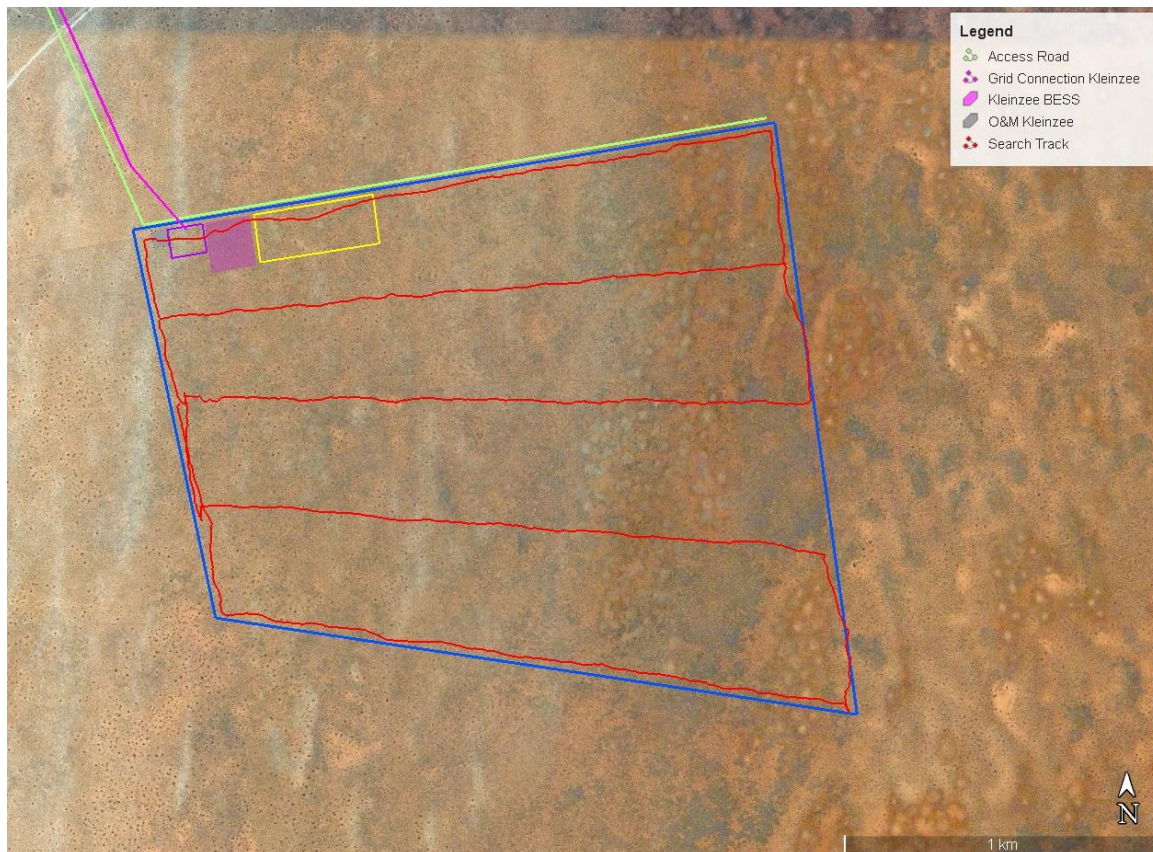 Legend
Access Road
Grid Connection Kleinzee
Kleinzee BESS
O&M Kleinzee
Search Track
N
1 km